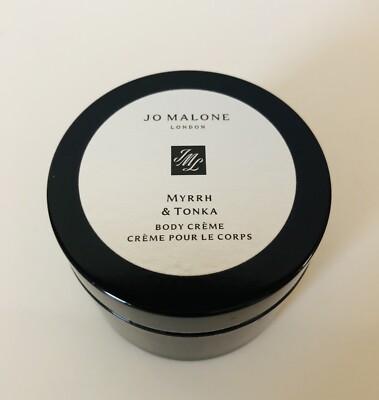 JO MALONE
LONDON
JML
MYRRH
& TONKA
BODY CRÈME
CRÈME POUR LE CORPS